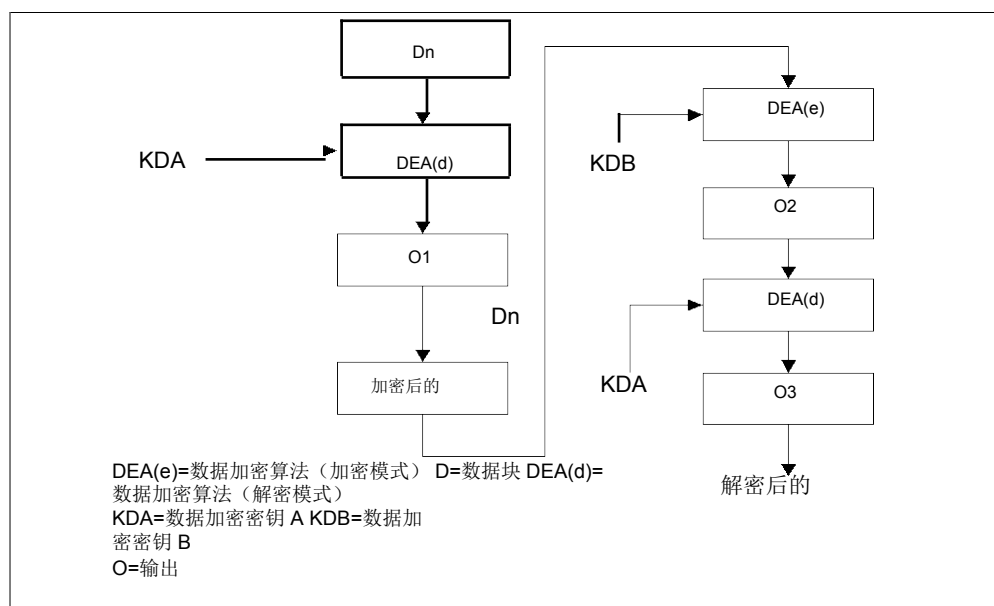 Dn
KDA
DEA(d)
O1
Dn
加密后的
DEA(e)
KDB
O2
DEA(d)
KDA
O3
解密后的
DEA(e)=数据加密算法（加密模式） D=数据块 DEA(d)=
数据加密算法（解密模式）
KDA=数据加密密钥 A KDB=数据加
密密钥 B
O=输出